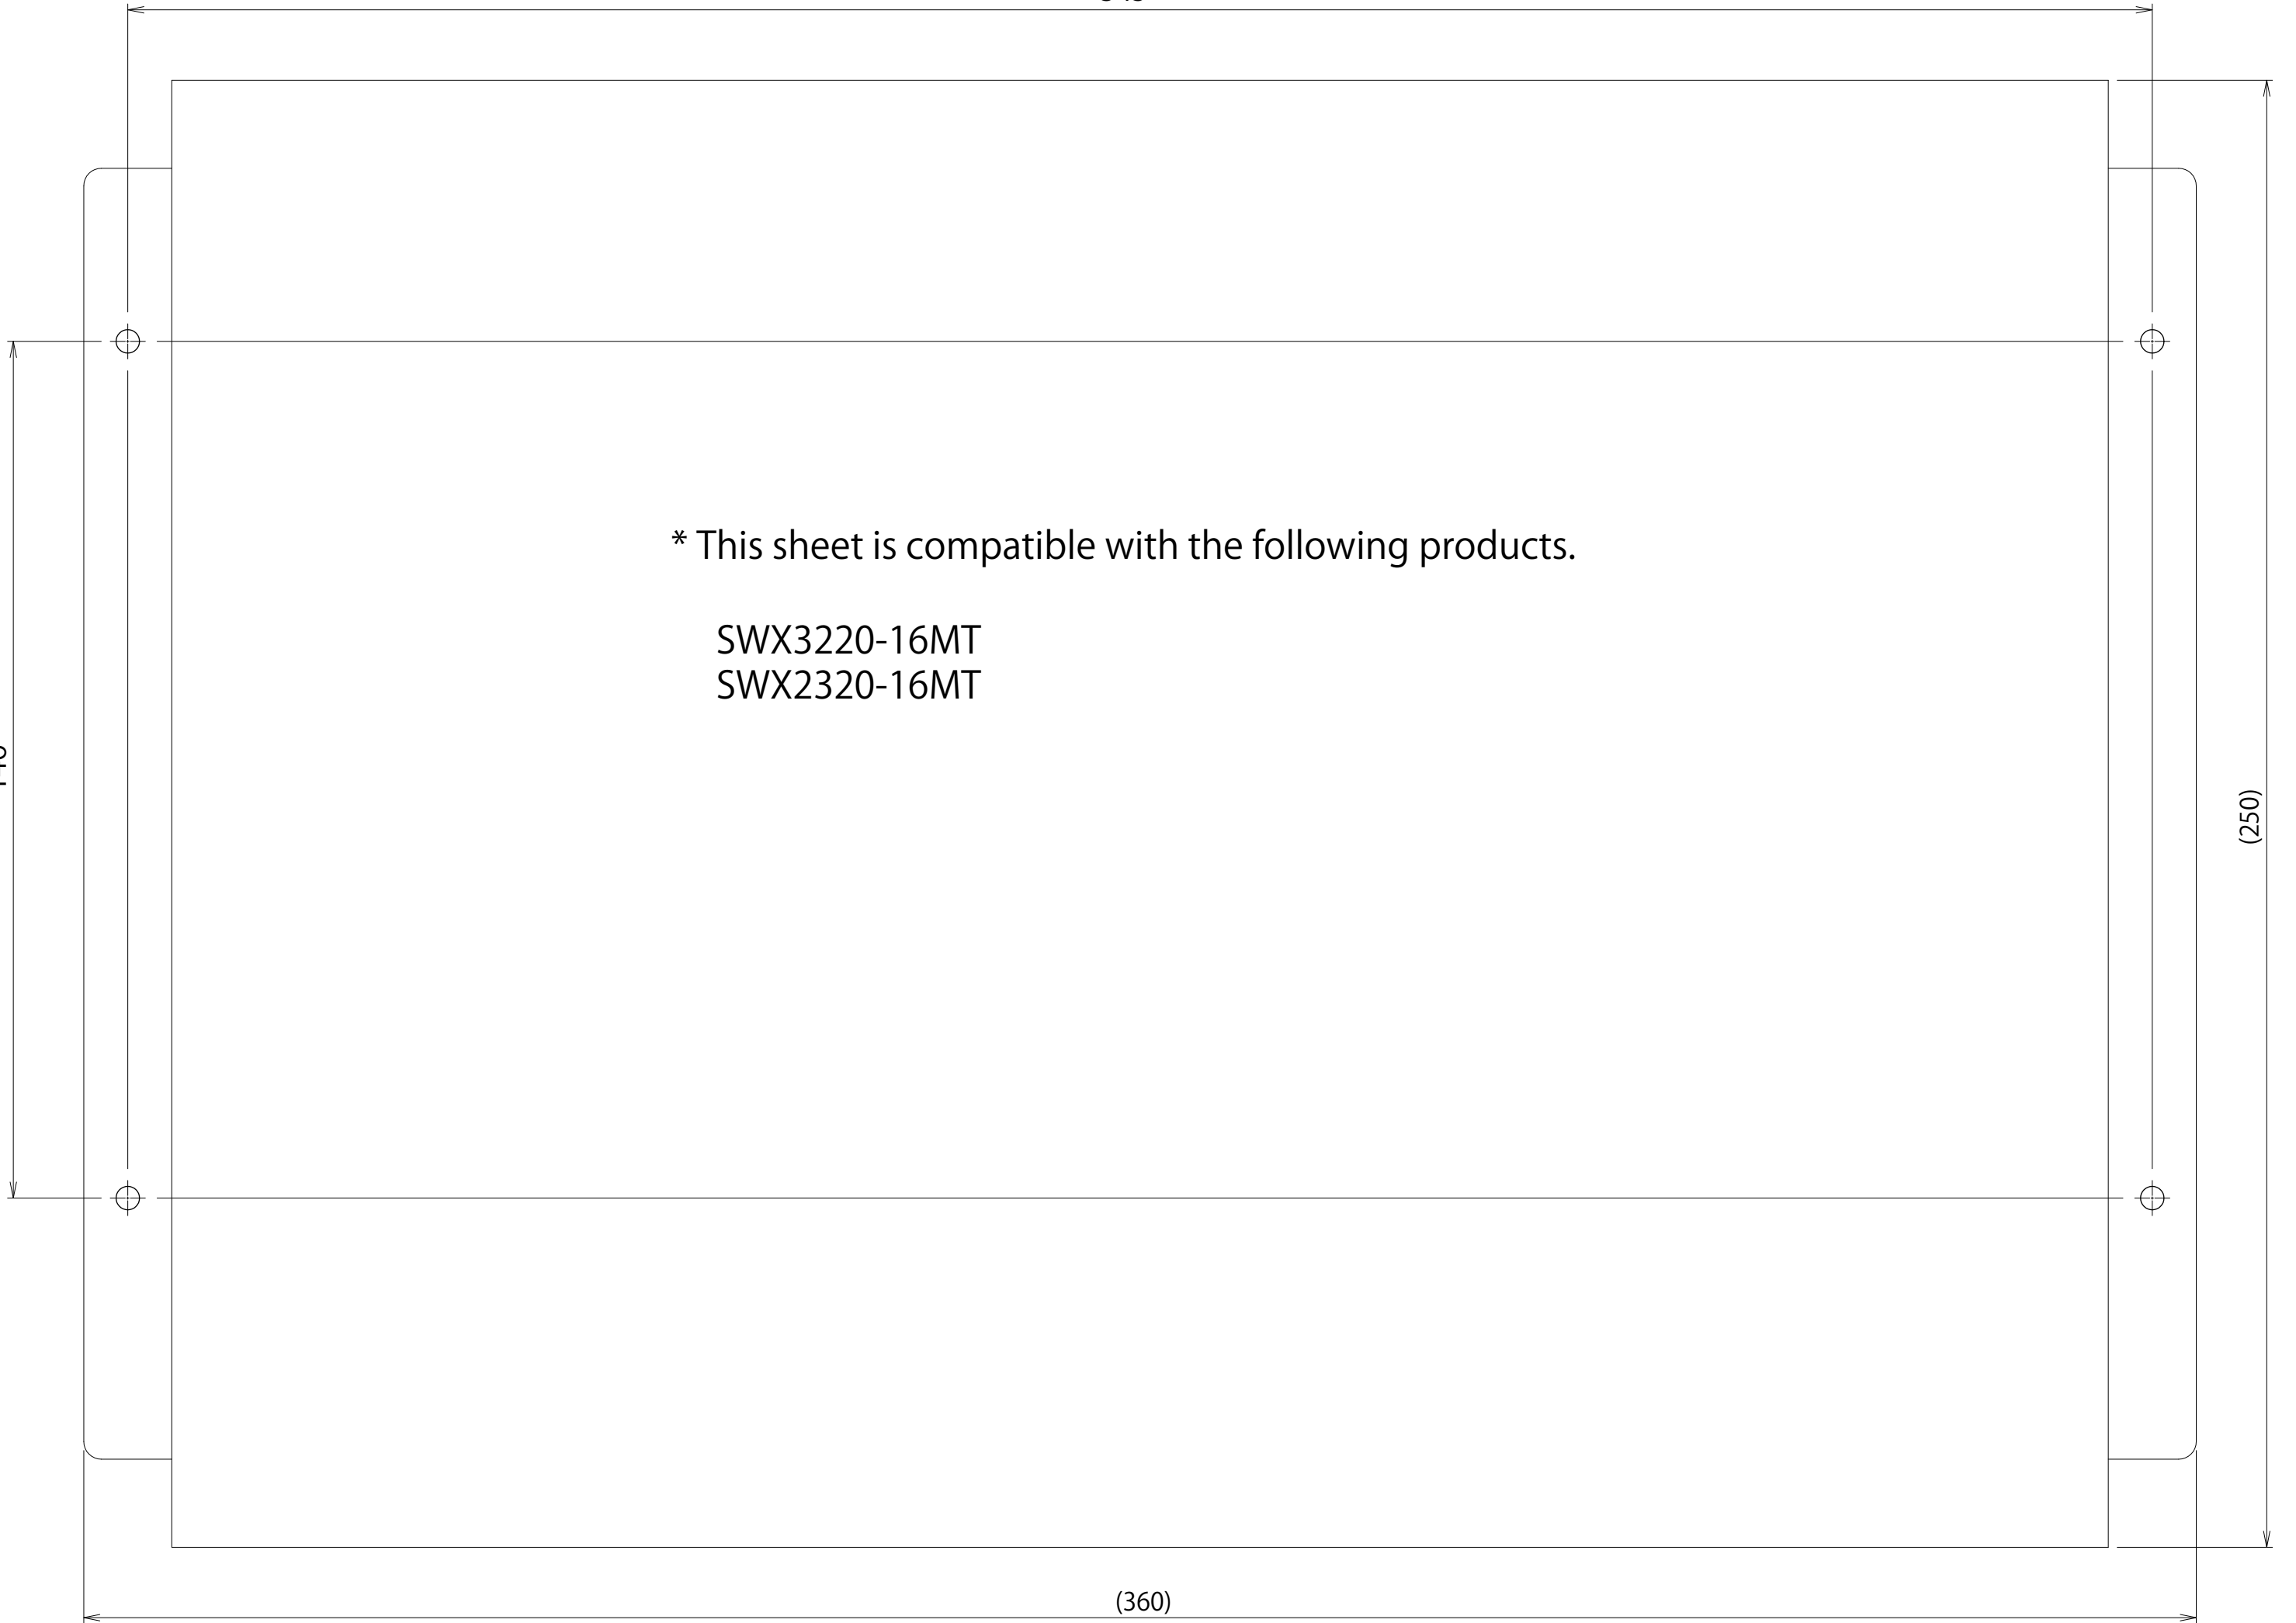 * This sheet is compatible with the following products.
SWX3220-16MT
SWX2320-16MT
(250)
(360)